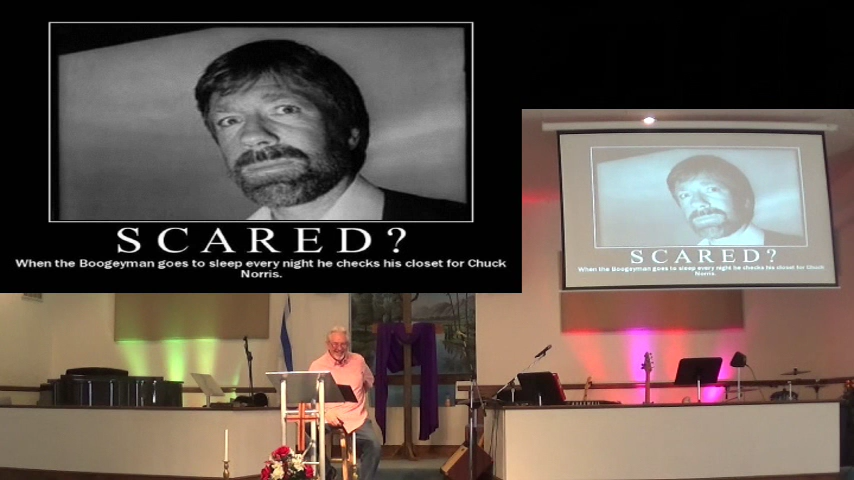 SCARED?
When the Boogeyman goes to sleep every night he checks his closet for Chuck
Norris.
SCARED?
When the Boogeyman goes to sleep every night he checks his closet for Chuck
Norris.